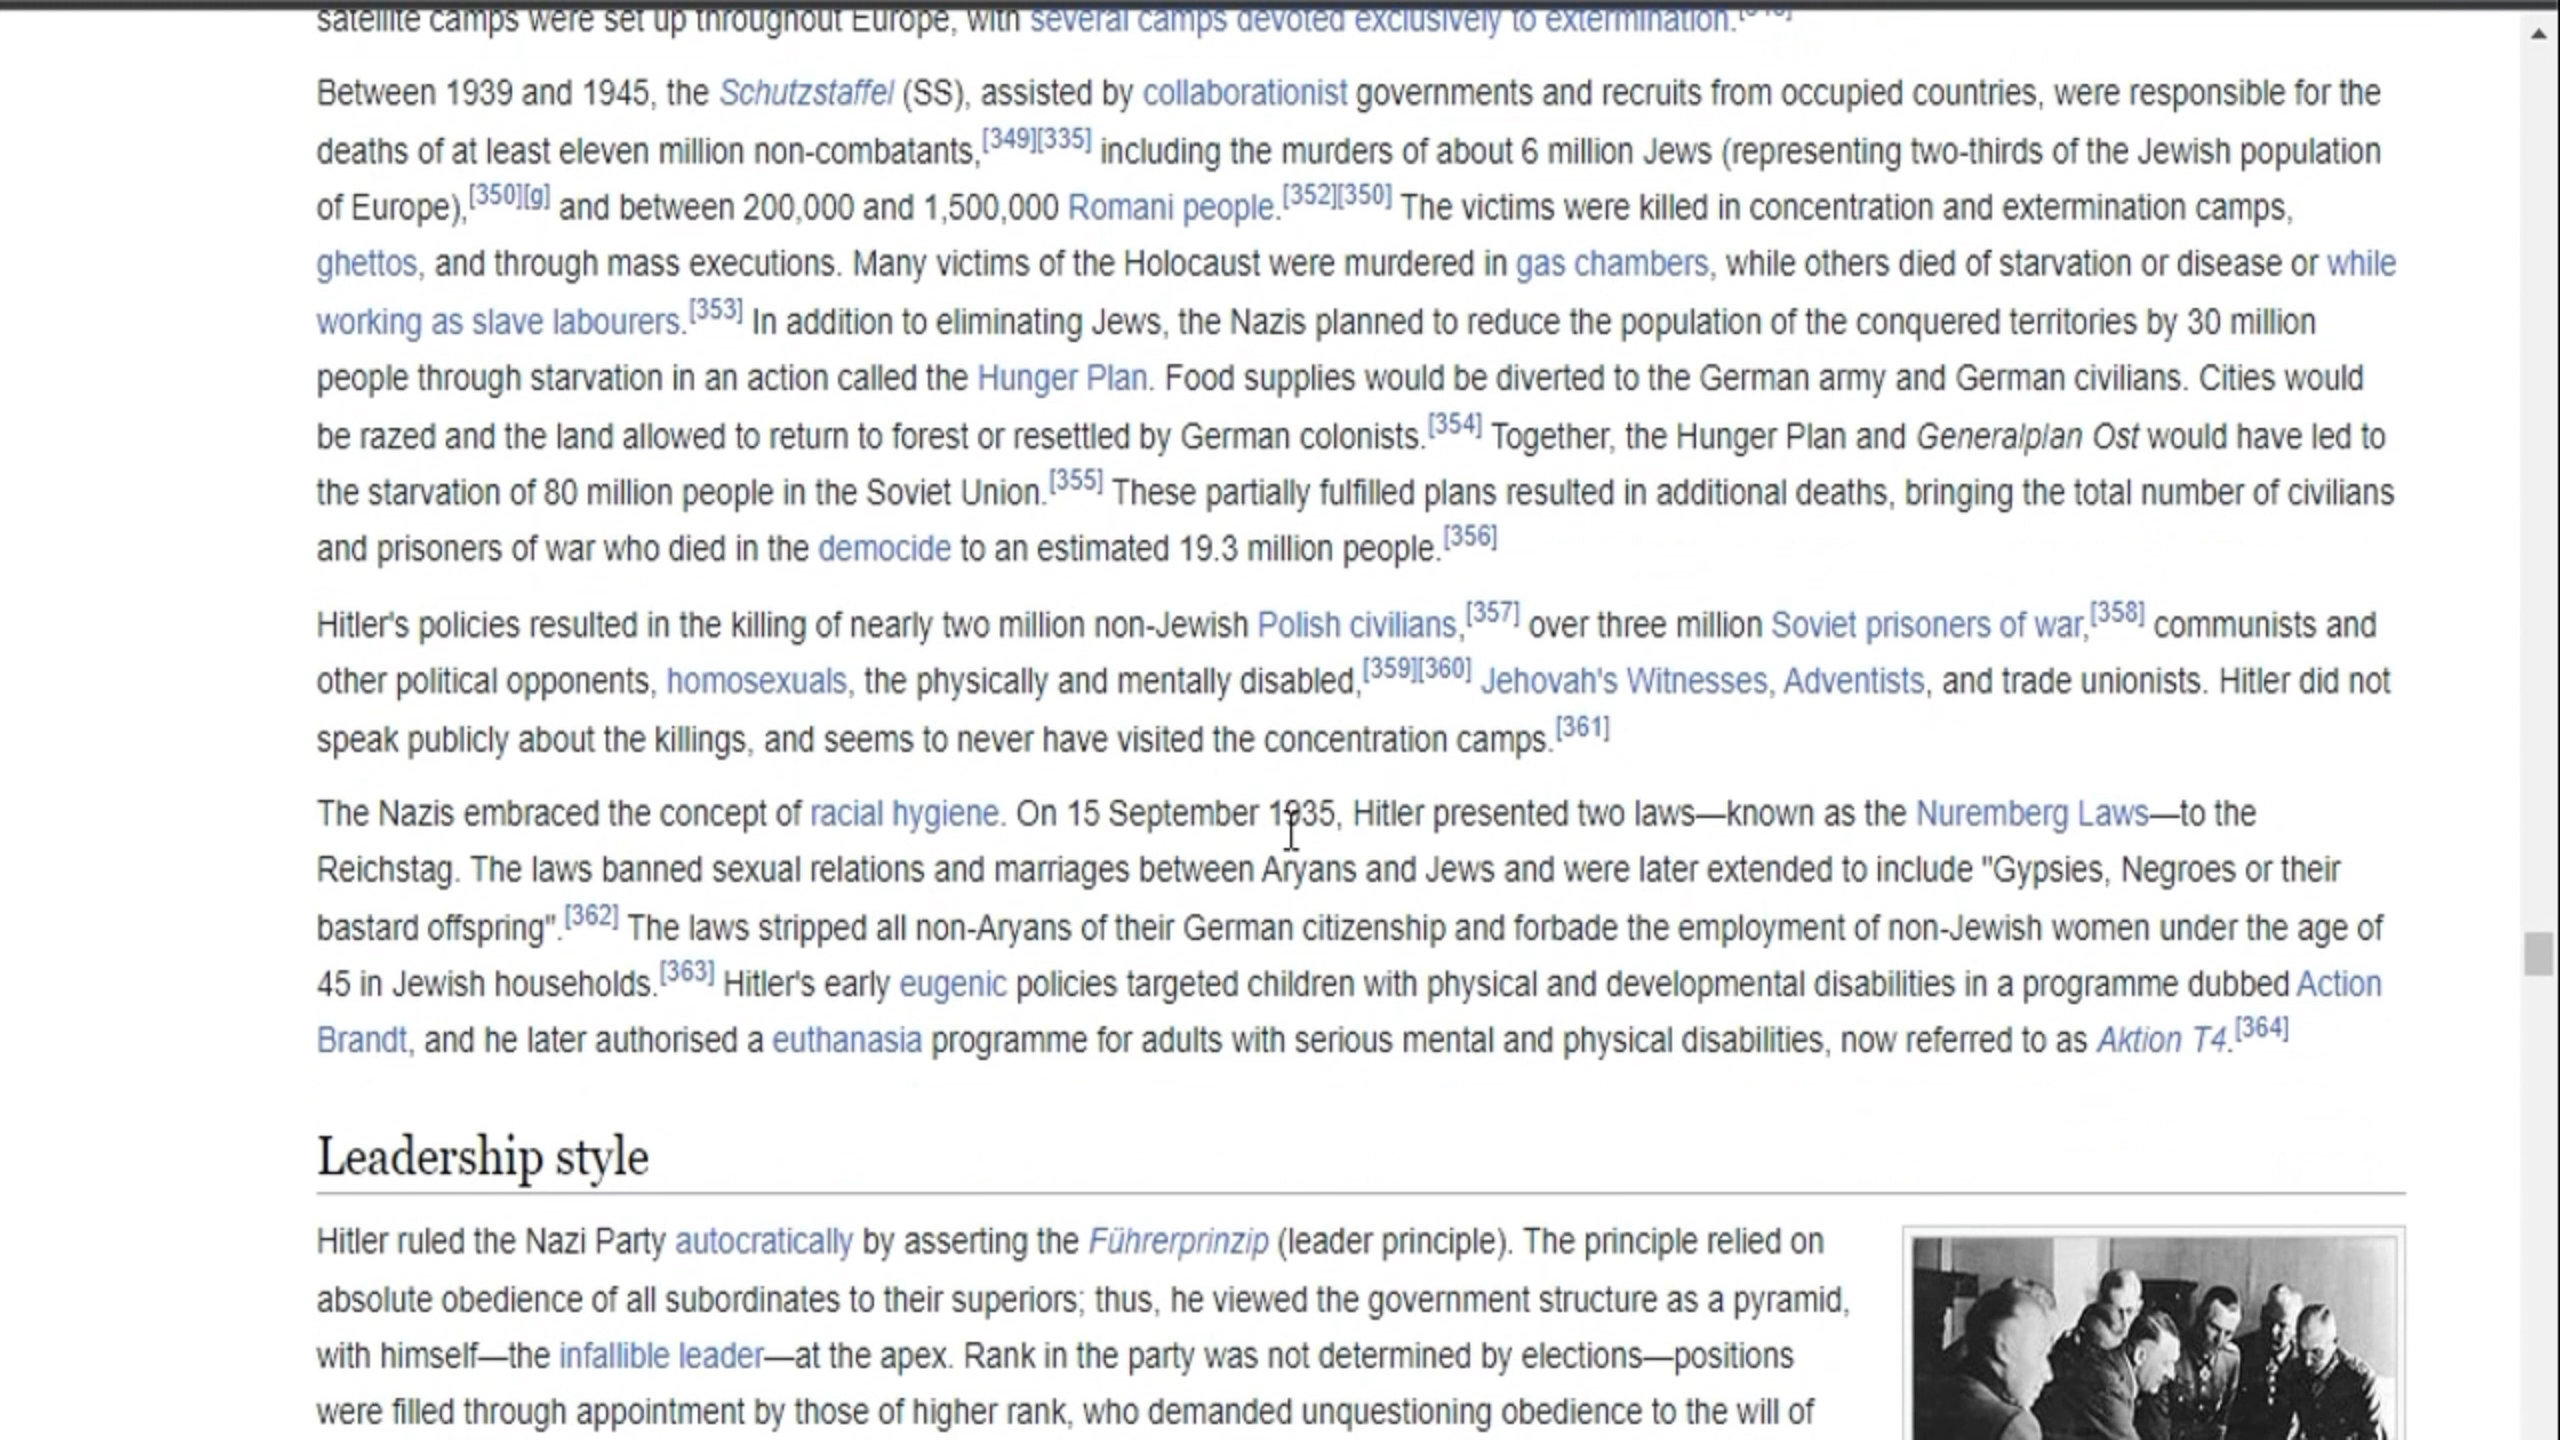 satellite camps were set up throughout Europe, with several camps devoted exclusively to extermination.
Between 1939 and 1945, the Schutzstaffel (SS), assisted by collaborationist governments and recruits from occupied countries, were responsible for the
deaths of at least eleven million non-combatants,[349][335] including the murders of about 6 million Jews (representing two-thirds of the Jewish population
of Europe),[350][g] and between 200,000 and 1,500,000 Romani people.[352][350] The victims were killed in concentration and extermination camps,
ghettos, and through mass executions. Many victims of the Holocaust were murdered in gas chambers, while others died of starvation or disease or while
working as slave labourers.[353] In addition to eliminating Jews, the Nazis planned to reduce the population of the conquered territories by 30 million
people through starvation in an action called the Hunger Plan. Food supplies would be diverted to the German army and German civilians. Cities would
be razed and the land allowed to return to forest or resettled by German colonists.[354] Together, the Hunger Plan and Generalplan Ost would have led to
the starvation of 80 million people in the Soviet Union.[355] These partially fulfilled plans resulted in additional deaths, bringing the total number of civilians
and prisoners of war who died in the democide to an estimated 19.3 million people.[356]
Hitler's policies resulted in the killing of nearly two million non-Jewish Polish civilians,[357] over three million Soviet prisoners of war,[358] communists and
other political opponents, homosexuals, the physically and mentally disabled,[359][360] Jehovah's Witnesses, Adventists, and trade unionists. Hitler did not
speak publicly about the killings, and seems to never have visited the concentration camps.[361]
The Nazis embraced the concept of racial hygiene. On 15 September 1935, Hitler presented two laws—known as the Nuremberg Laws—to the
Reichstag. The laws banned sexual relations and marriages between Aryans and Jews and were later extended to include "Gypsies, Negroes or their
bastard offspring".[362] The laws stripped all non-Aryans of their German citizenship and forbade the employment of non-Jewish women under the age of
45 in Jewish households.[363] Hitler's early eugenic policies targeted children with physical and developmental disabilities in a programme dubbed Action
Brandt, and he later authorised a euthanasia programme for adults with serious mental and physical disabilities, now referred to as Aktion T4.[364]
Leadership style
Hitler ruled the Nazi Party autocratically by asserting the Führerprinzip (leader principle). The principle relied on
absolute obedience of all subordinates to their superiors; thus, he viewed the government structure as a pyramid,
with himself—the infallible leader—at the apex. Rank in the party was not determined by elections—positions
were filled through appointment by those of higher rank, who demanded unquestioning obedience to the will of